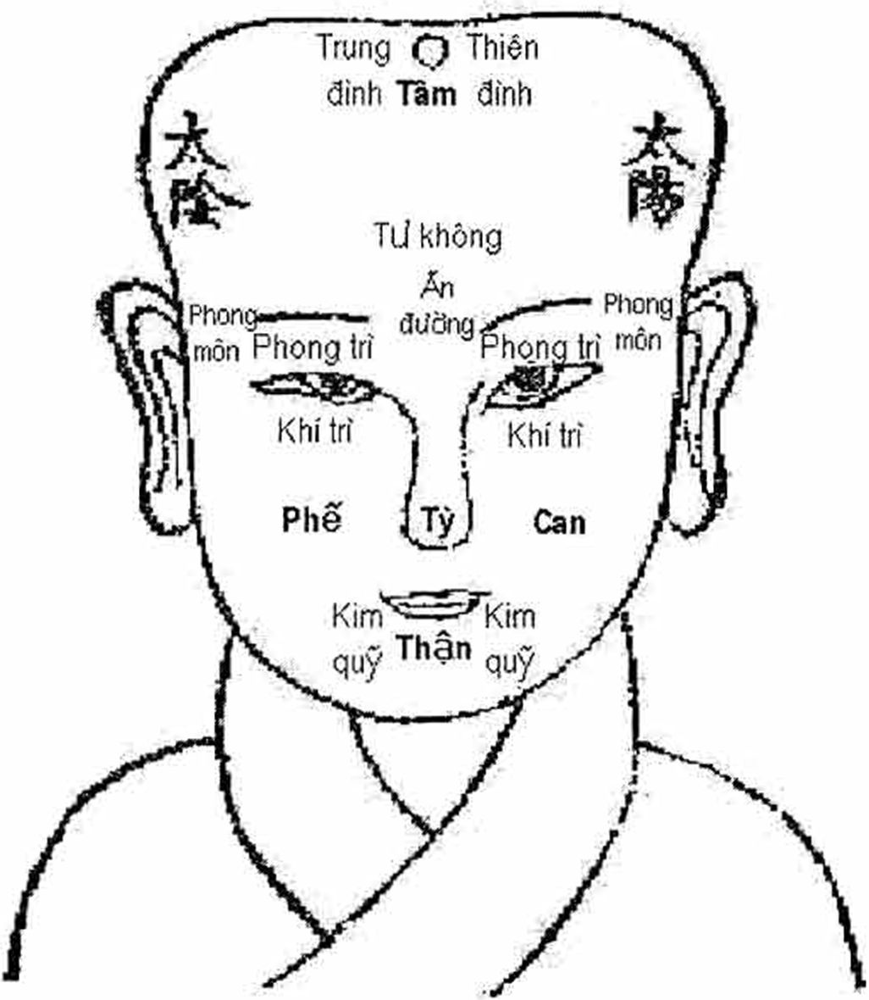 Trung Thiên
đình Tâm đình
太 太
陰 陽
Tư không
Ấn
đường
Phong Phong
môn Phong trì Phong trì môn
Khí trì Khí trì
Phế Tỳ Can
Kim Kim
quỹ Thận quỹ